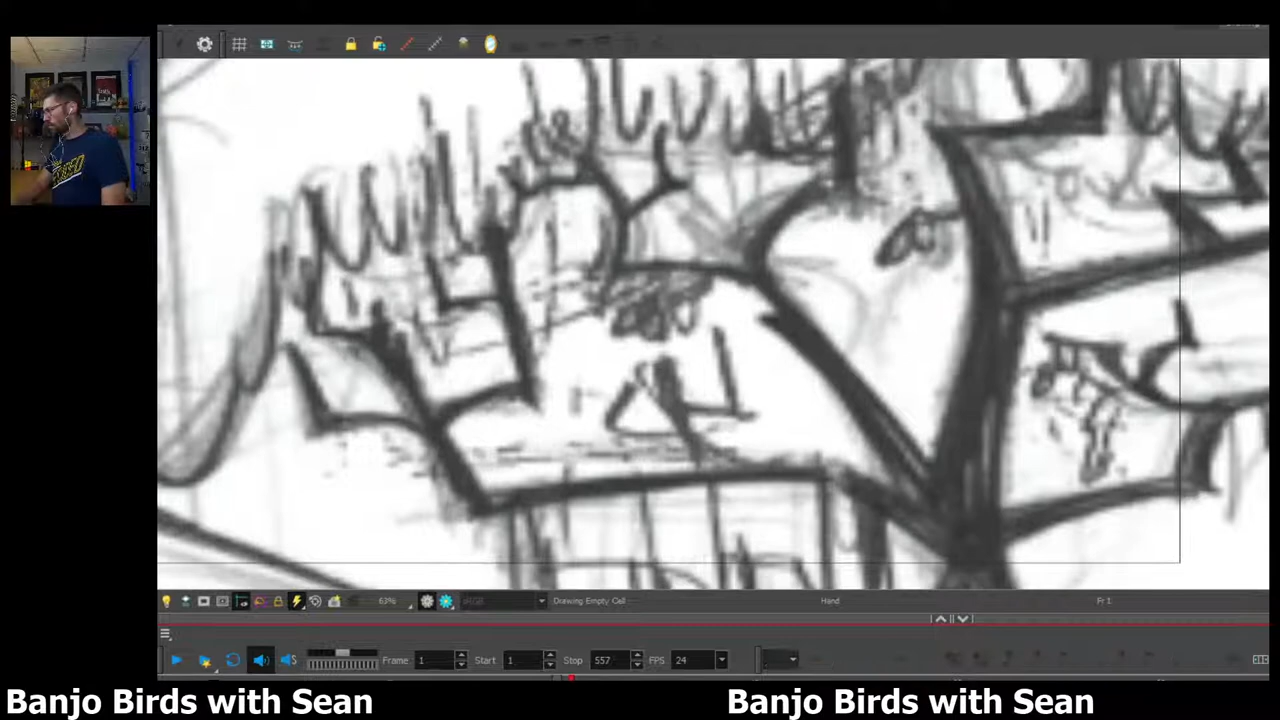 63%
Drawing Empty Cell
Hand
Fr 1
Frame 1
Start 1
Stop 557
FPS 24
Banjo Birds with Sean
Banjo Birds with Sean